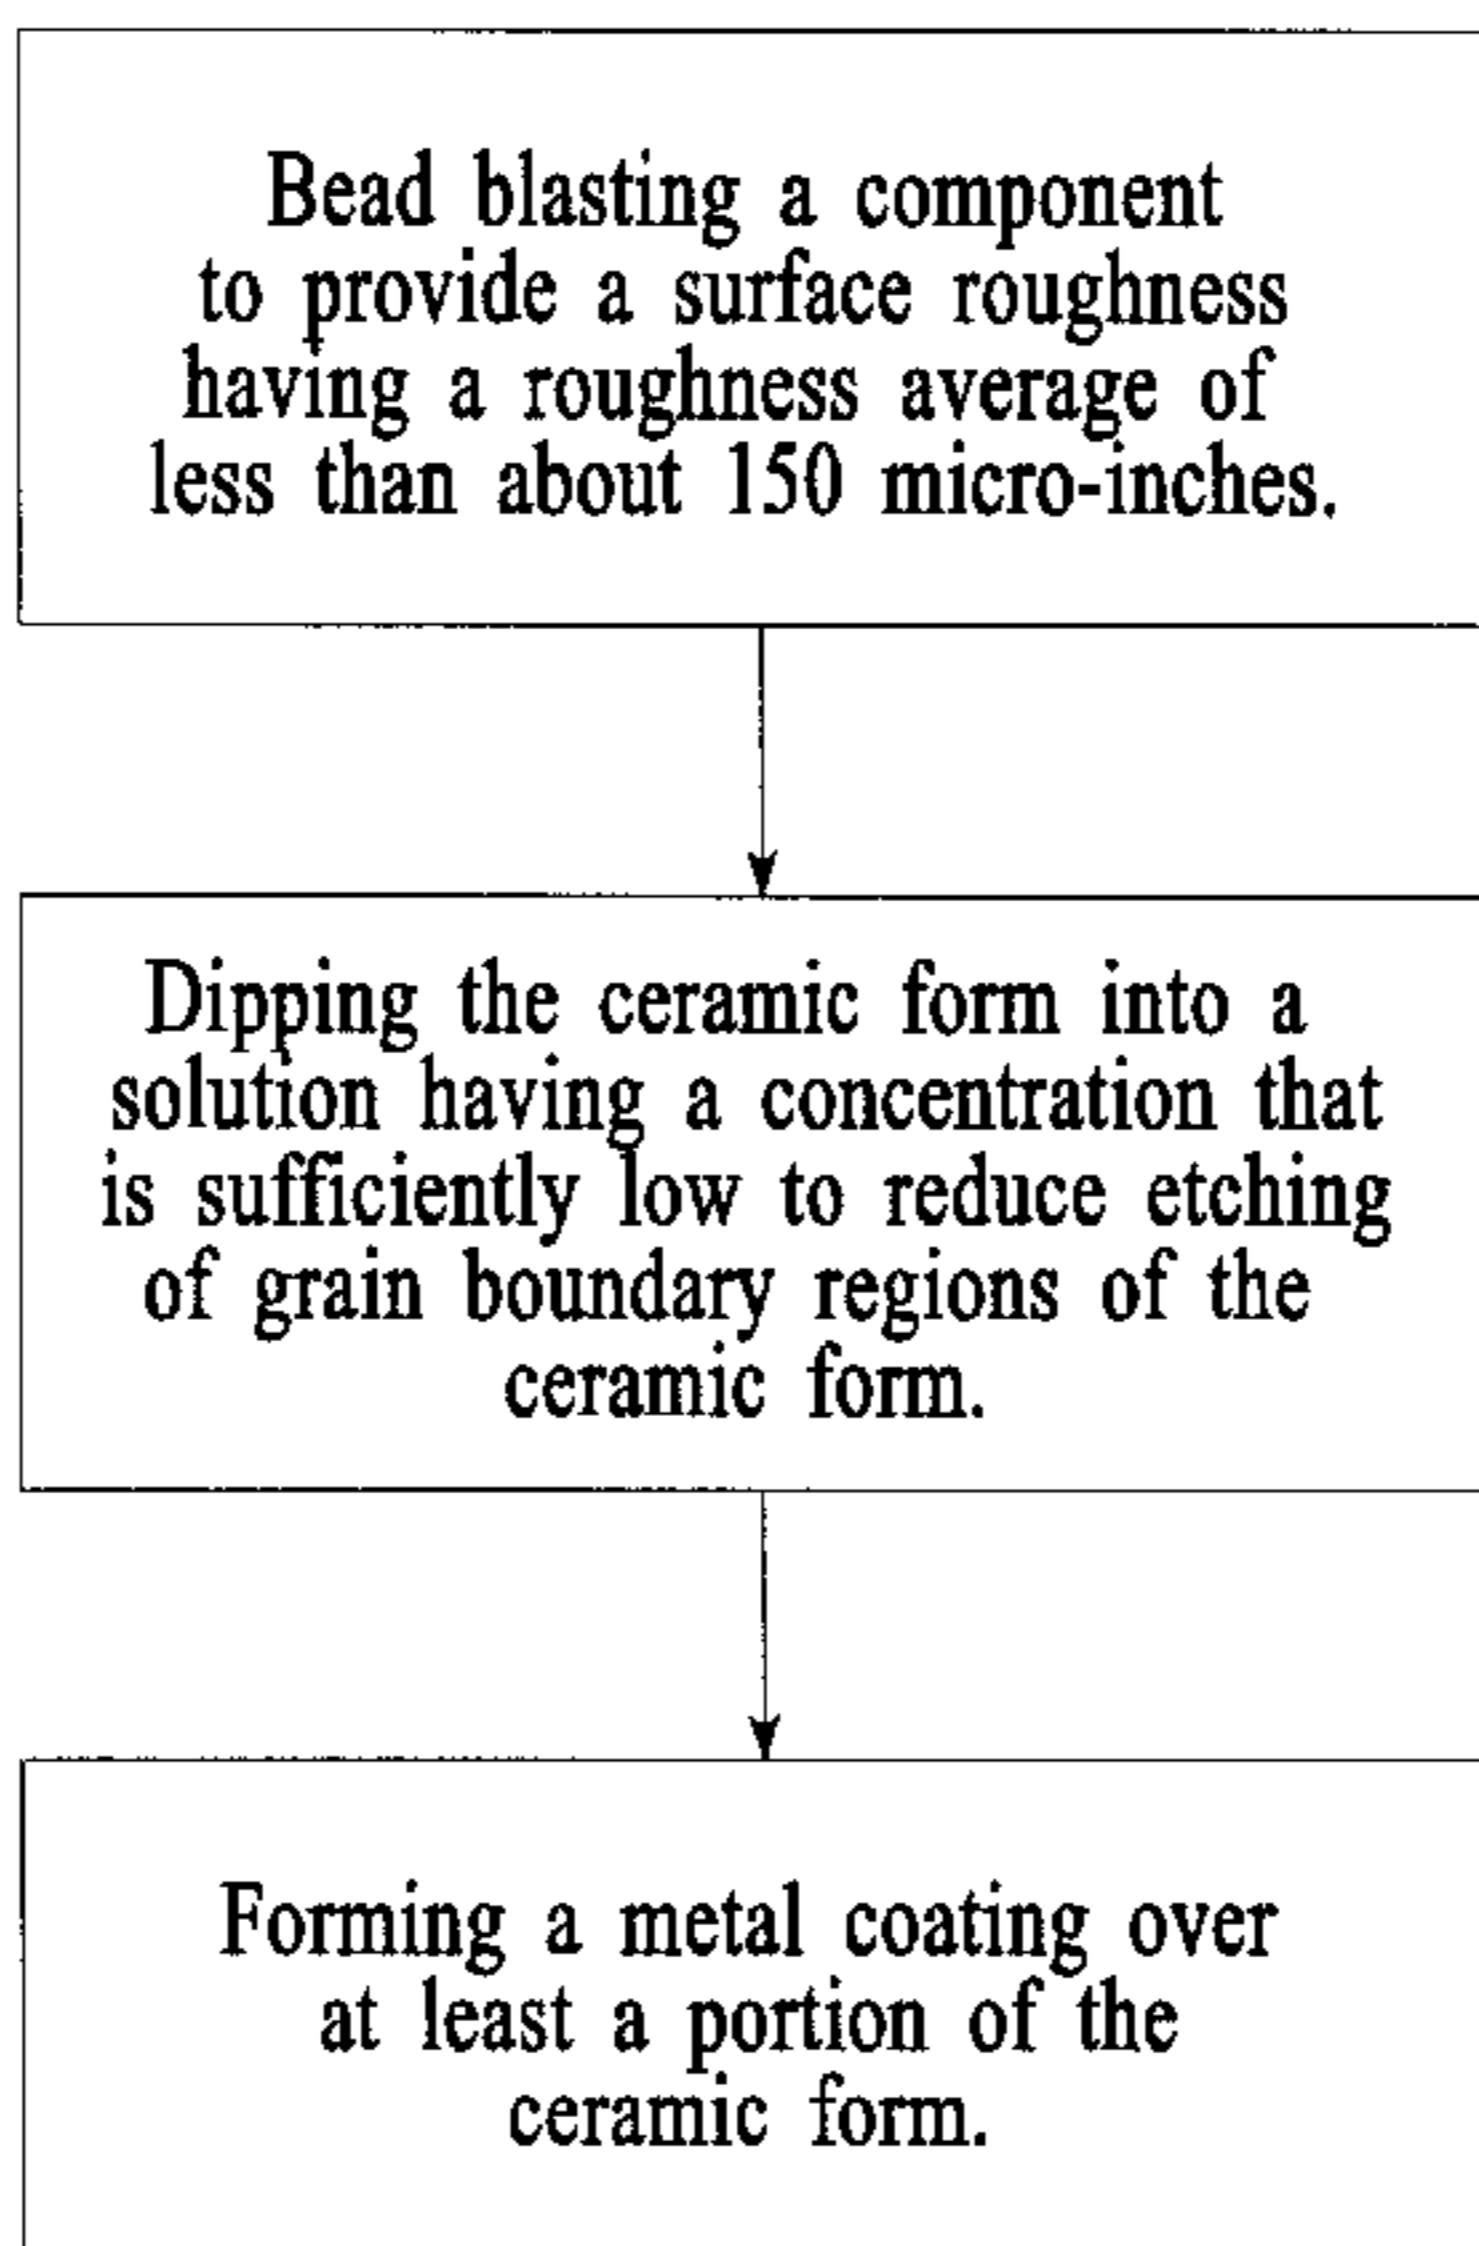 Bead blasting a component
to provide a surface roughness
having a roughness average of
less than about 150 micro-inches.
Dipping the ceramic form into a
solution having a concentration that
is sufficiently low to reduce etching
of grain boundary regions of the
ceramic form.
Forming a metal coating over
at least a portion of the
ceramic form.